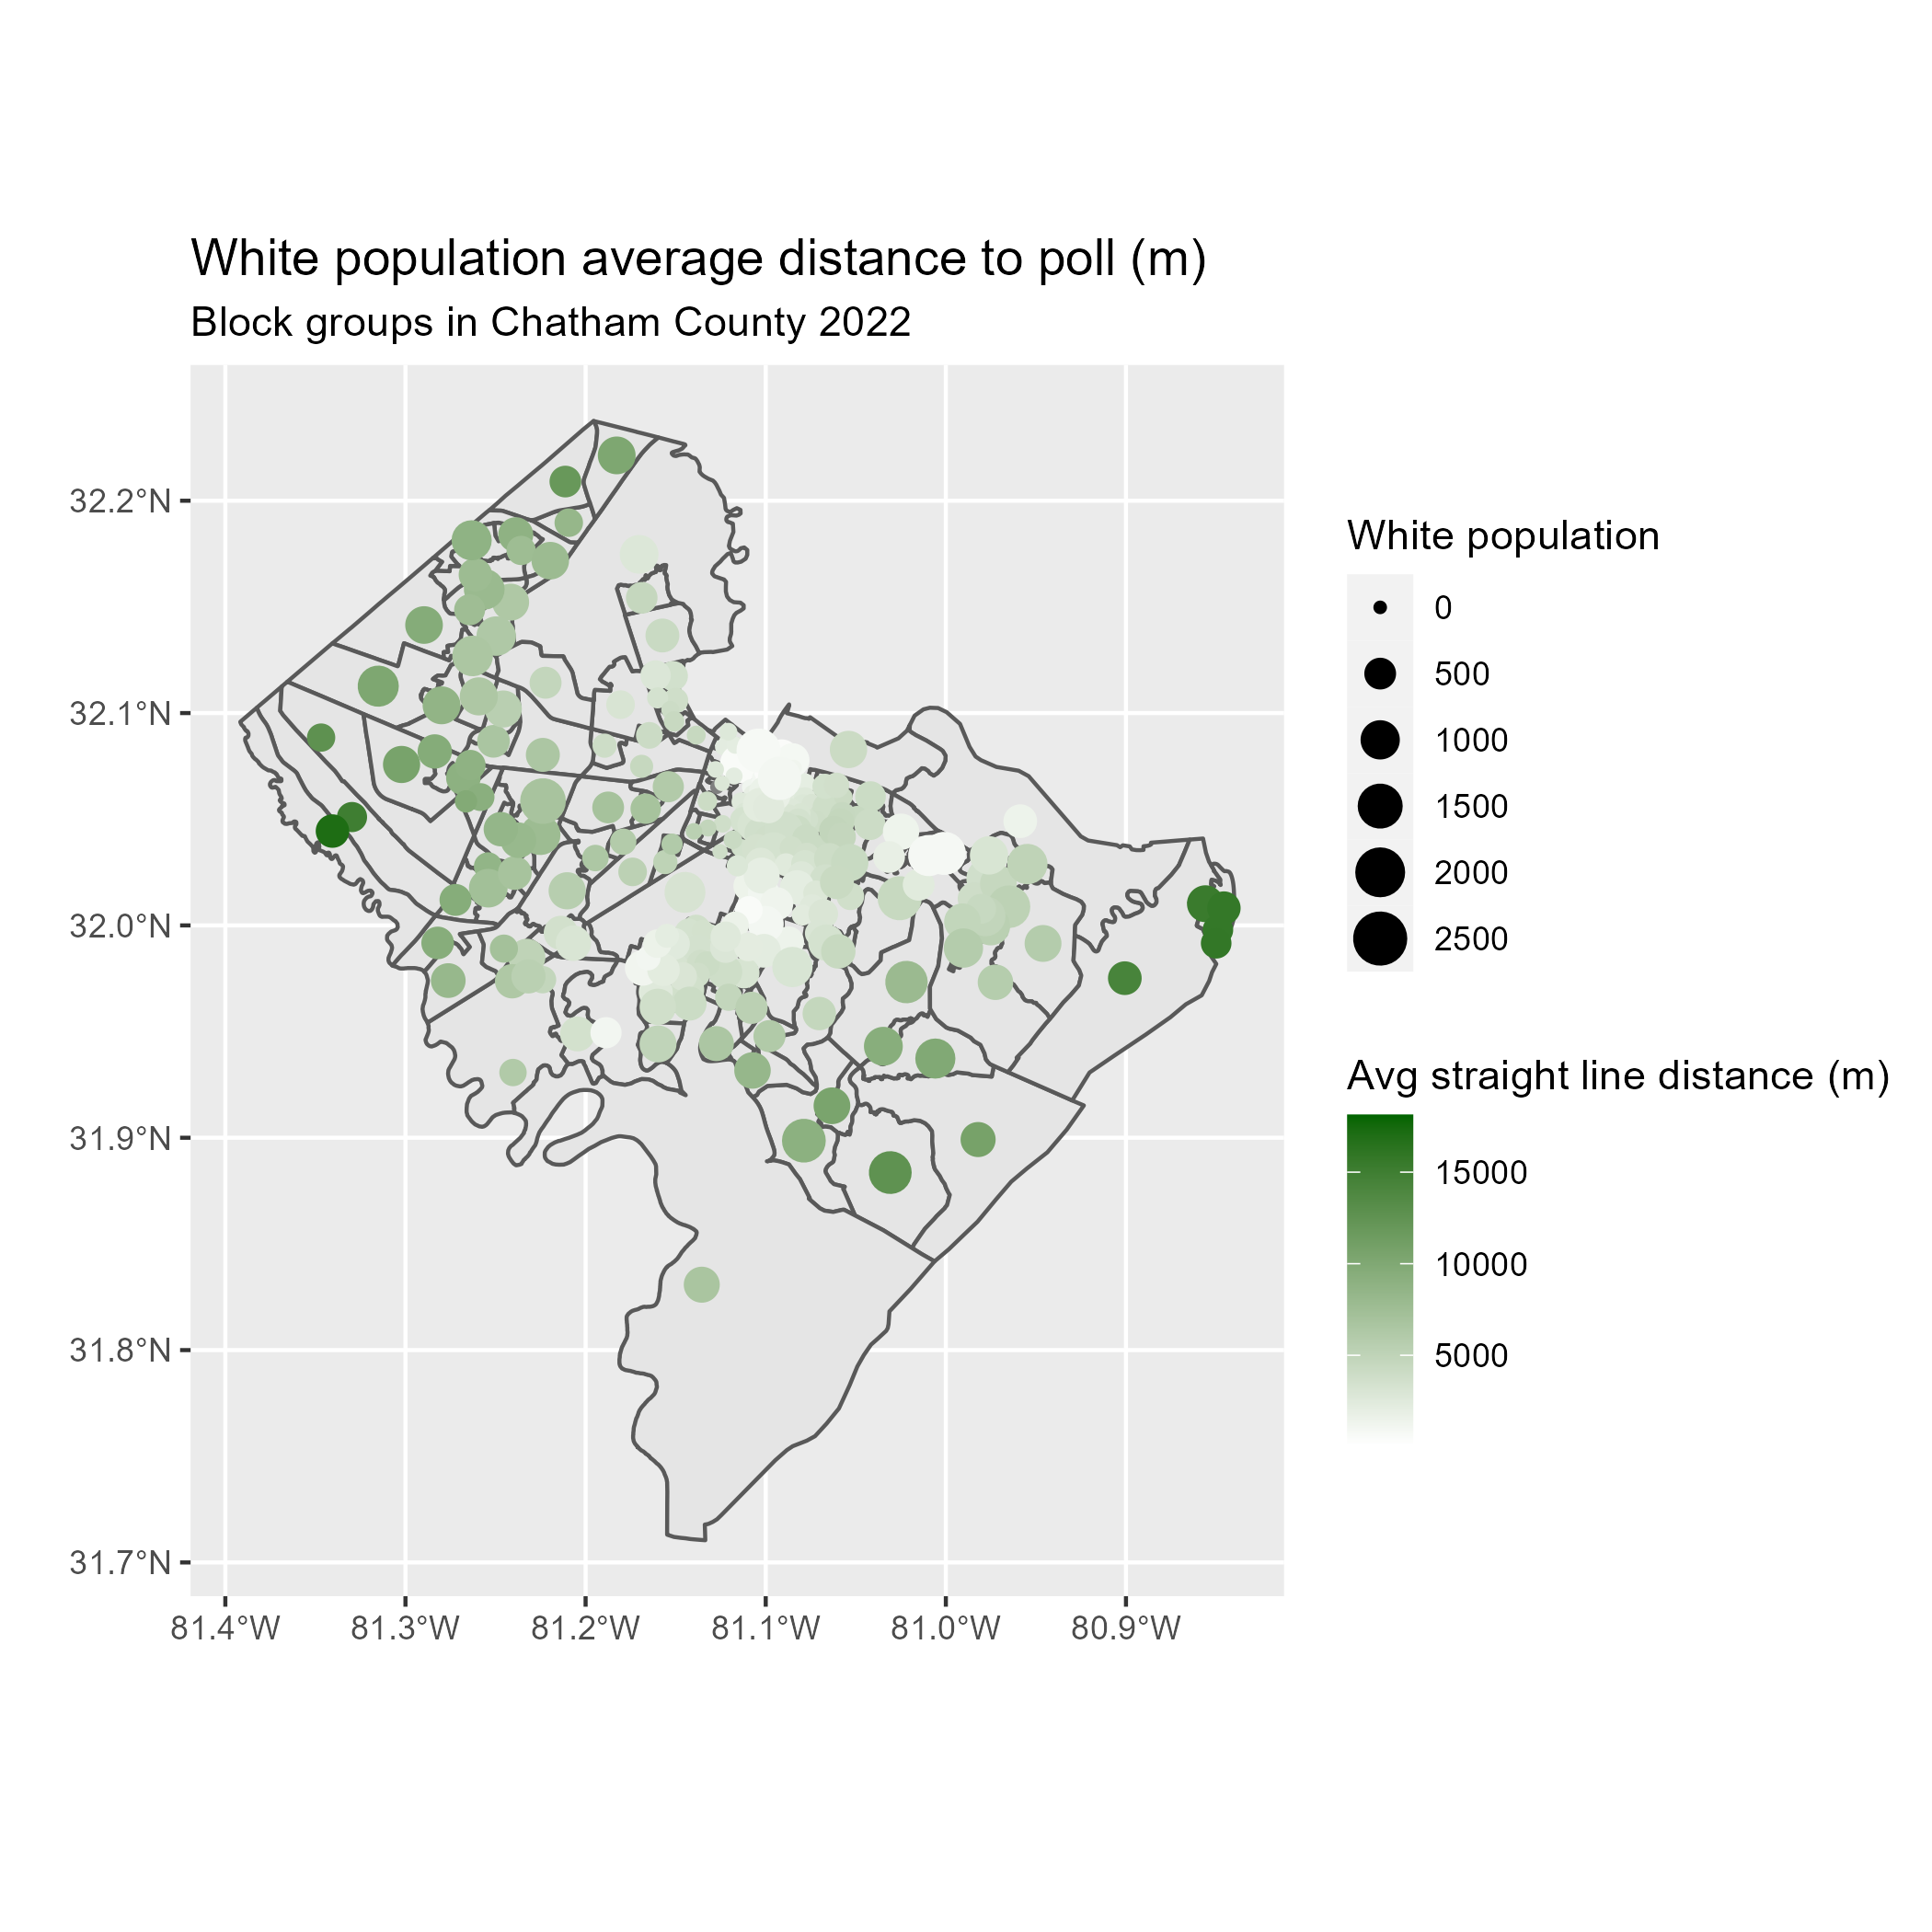 White population average distance to poll (m)
Block groups in Chatham County 2022
32.2°N
32.1°N
32.0°N
31.9°N
31.8°N
31.7°N
81.4°W
81.3°W
81.2°W
81.1°W
81.0°W
80.9°W
White population
0
500
1000
1500
2000
2500
Avg straight line distance (m)
15000
10000
5000